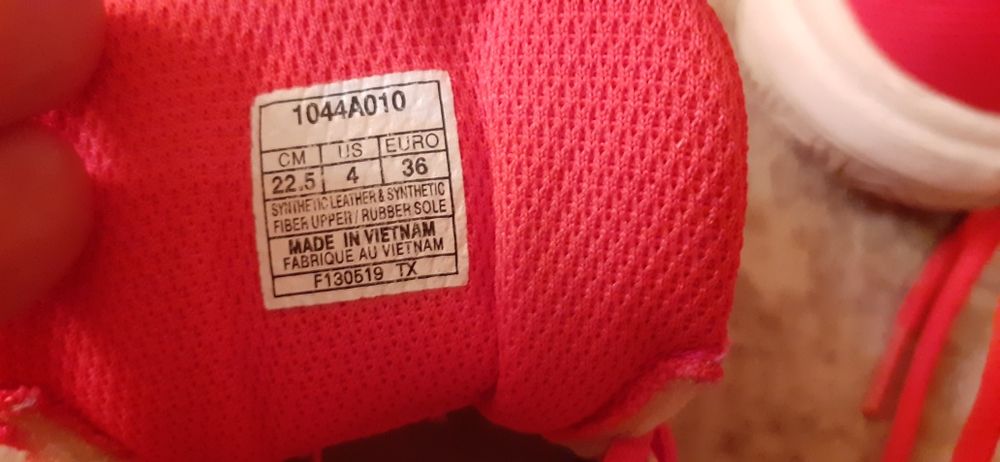 1044A010
CM US EURO
22.5 4 36
SYNTHETIC LEATHER & SYNTHETIC
FIBER UPPER / RUBBER SOLE
MADE IN VIETNAM
FABRIQUE AU VIETNAM
F130519 TX